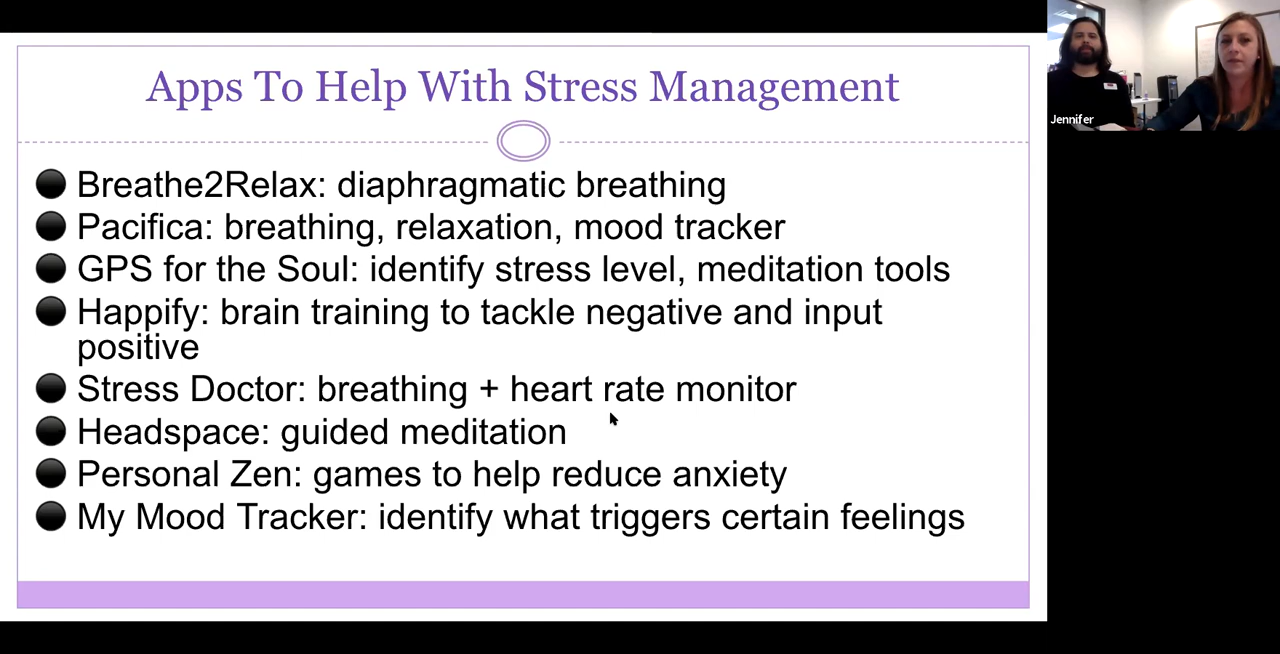 Apps To Help With Stress Management
Breathe2Relax: diaphragmatic breathing
Pacifica: breathing, relaxation, mood tracker
GPS for the Soul: identify stress level, meditation tools
Happify: brain training to tackle negative and input
positive
Stress Doctor: breathing + heart rate monitor
Headspace: guided meditation
Personal Zen: games to help reduce anxiety
My Mood Tracker: identify what triggers certain feelings
Jennifer